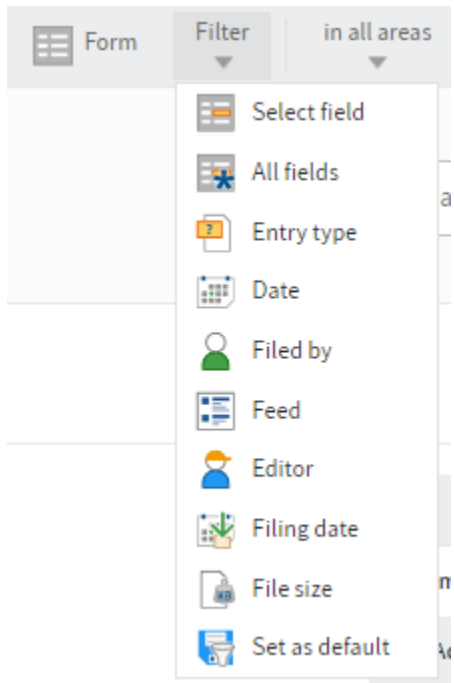 Form
Filter
in all areas
Select field
All fields
Entry type
Date
Filed by
Feed
Editor
Filing date
File size
Set as default